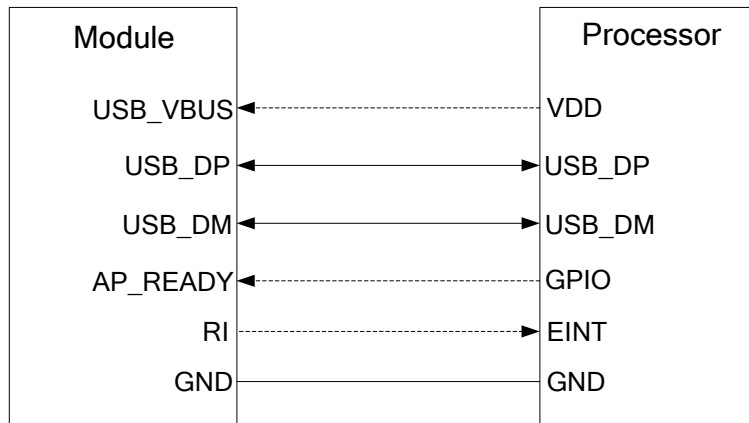 Module Processor
USB_VBUS VDD
USB_DP USB_DP
USB_DM USB_DM
AP_READY GPIO
RI EINT
GND GND